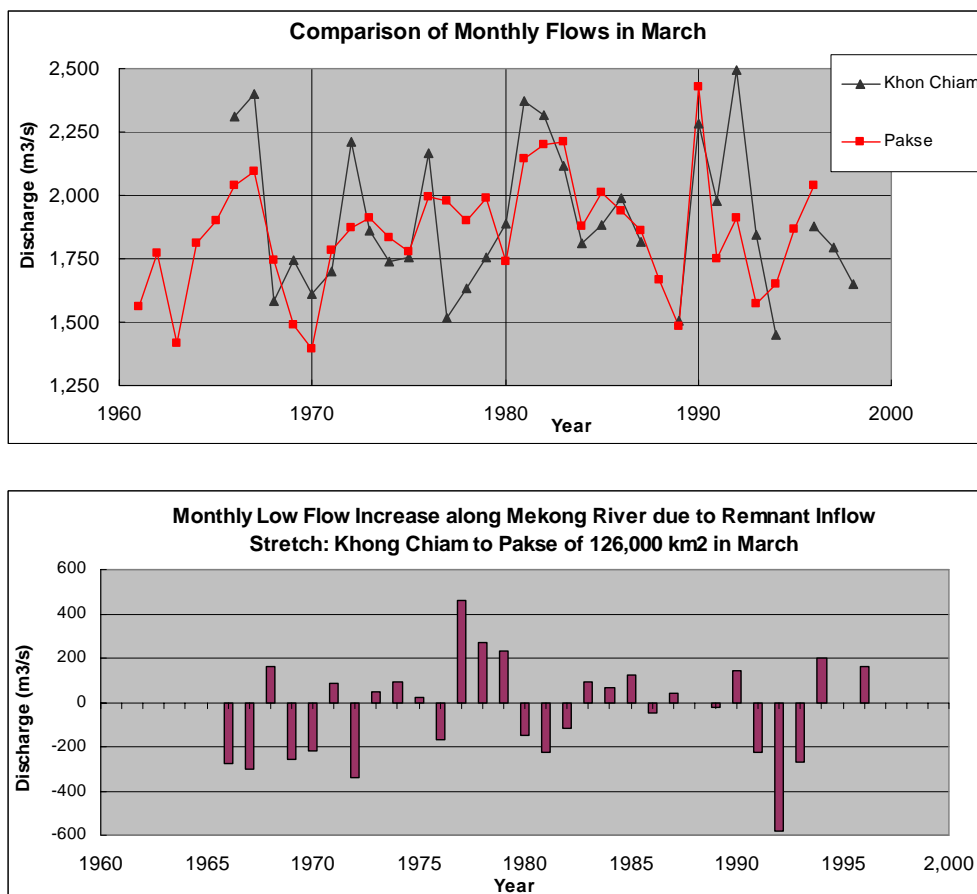 Comparison of Monthly Flows in March
Khon Chiam
Pakse
Discharge (m3/s)
2,500
2,250
2,000
1,750
1,500
1,250
1960 1970 1980 1990 2000
Year
Monthly Low Flow Increase along Mekong River due to Remnant Inflow
Stretch: Khong Chiam to Pakse of 126,000 km2 in March
Discharge (m3/s)
600
400
200
0
-200
-400
-600
1960 1965 1970 1975 1980 1985 1990 1995 2,000
Year